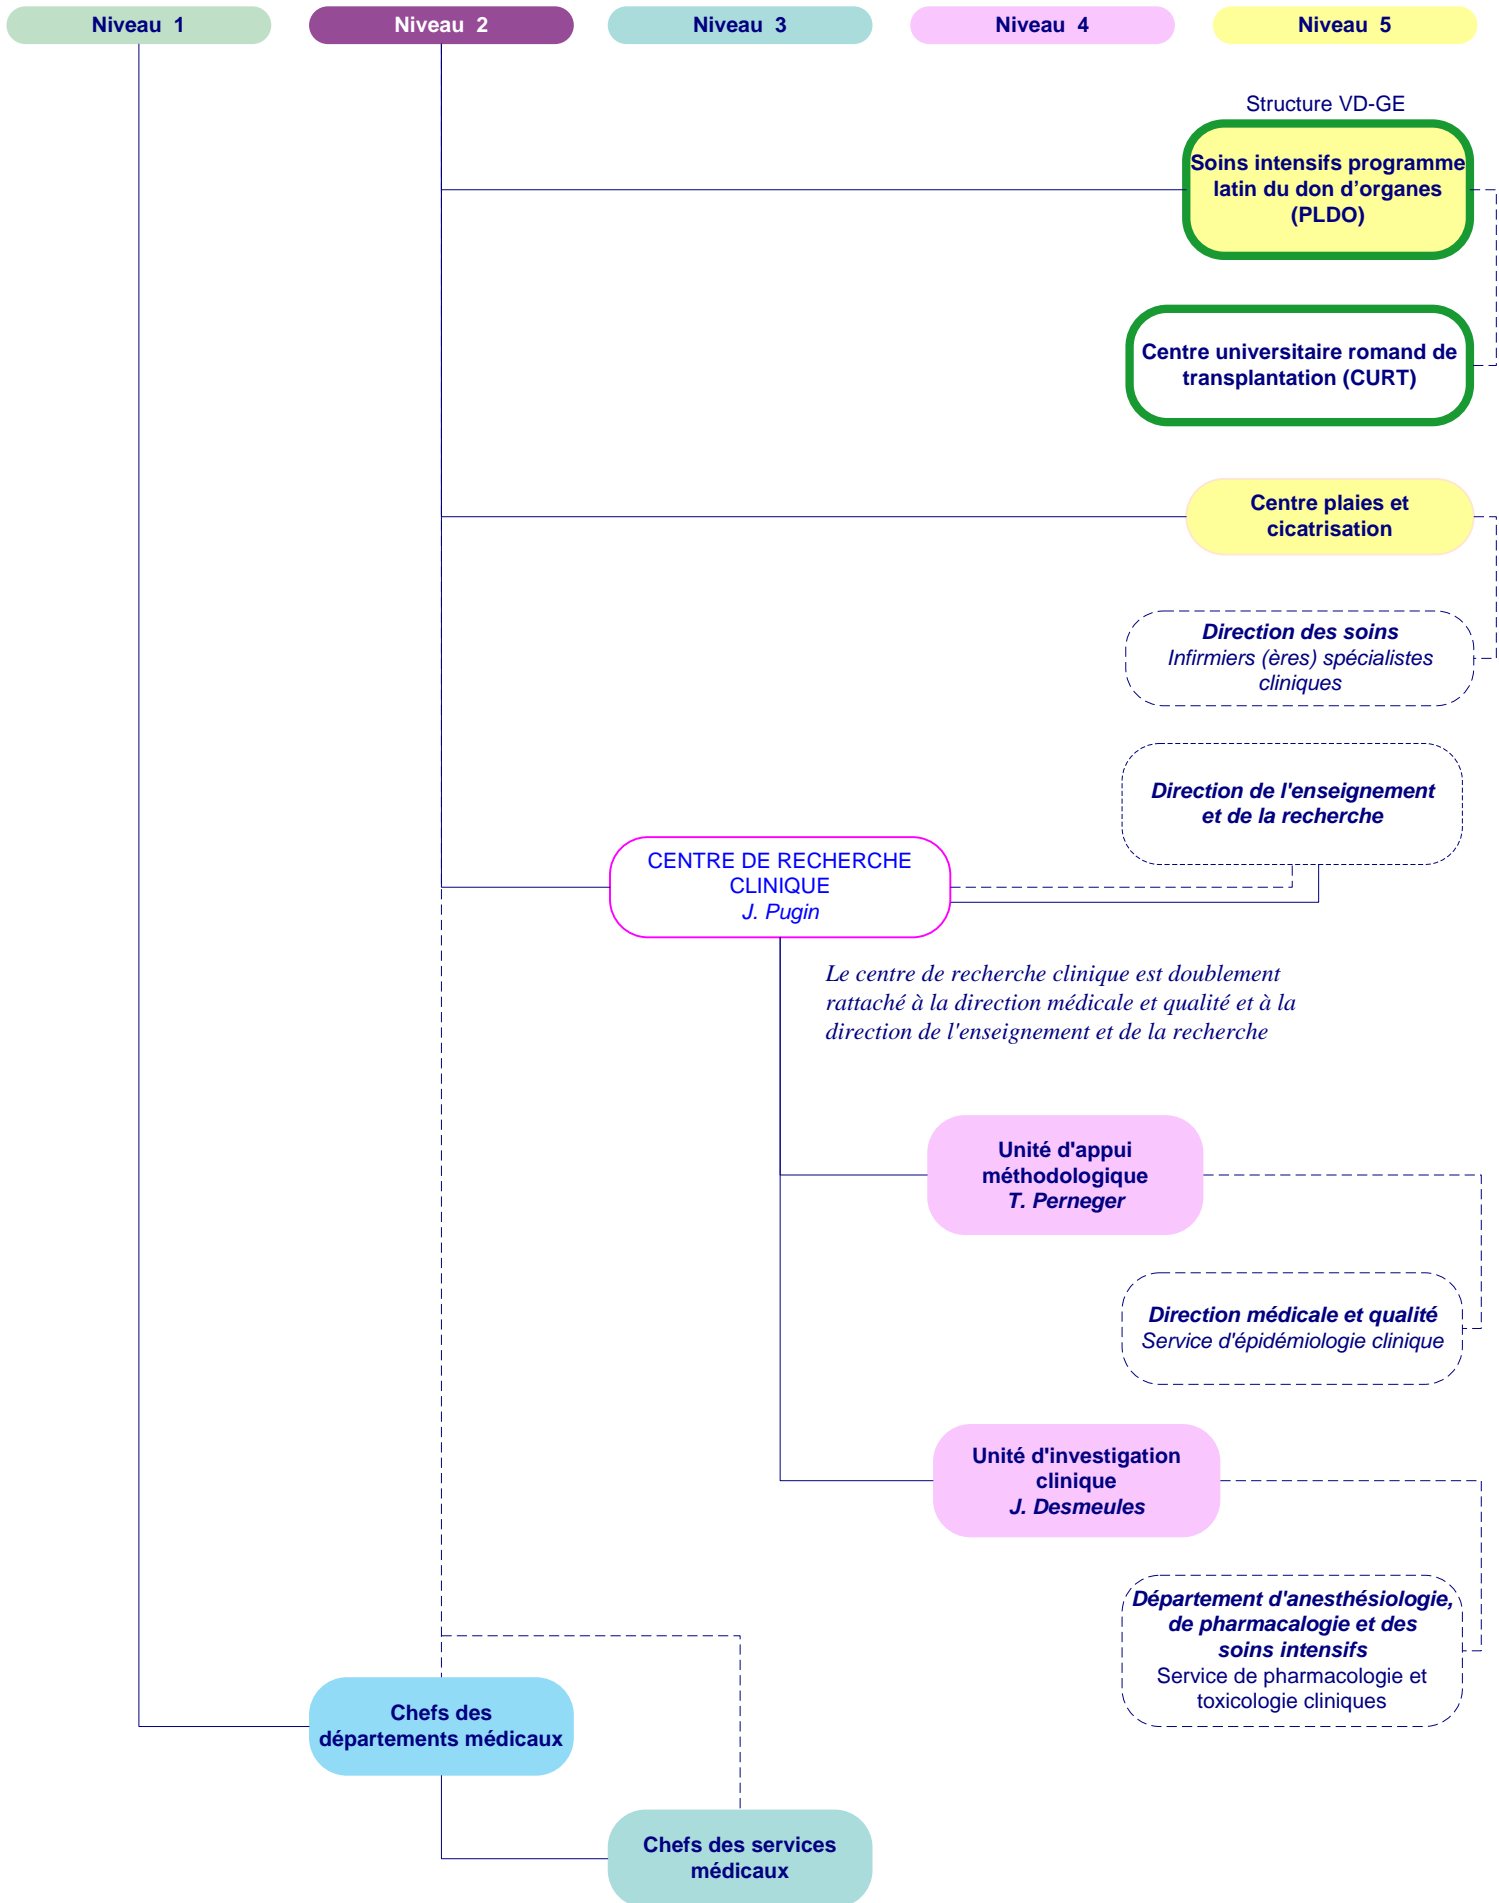 Niveau 1
Niveau 2
Niveau 3
Niveau 4
Niveau 5
Structure VD-GE
Soins intensifs programme
latin du don d’organes
(PLDO)
Centre universitaire romand de
transplantation (CURT)
Centre plaies et
cicatrisation
Direction des soins
Infirmiers (ères) spécialistes
cliniques
Direction de l'enseignement
et de la recherche
CENTRE DE RECHERCHE
CLINIQUE
J. Pugin
Le centre de recherche clinique est doublement
rattaché à la direction médicale et qualité et à la
direction de l'enseignement et de la recherche
Unité d'appui
méthodologique
T. Perneger
Direction médicale et qualité
Service d'épidémiologie clinique
Unité d'investigation
clinique
J. Desmeules
Département d'anesthésiologie,
de pharmacalogie et des
soins intensifs
Service de pharmacologie et
toxicologie cliniques
Chefs des
départements médicaux
Chefs des services
médicaux